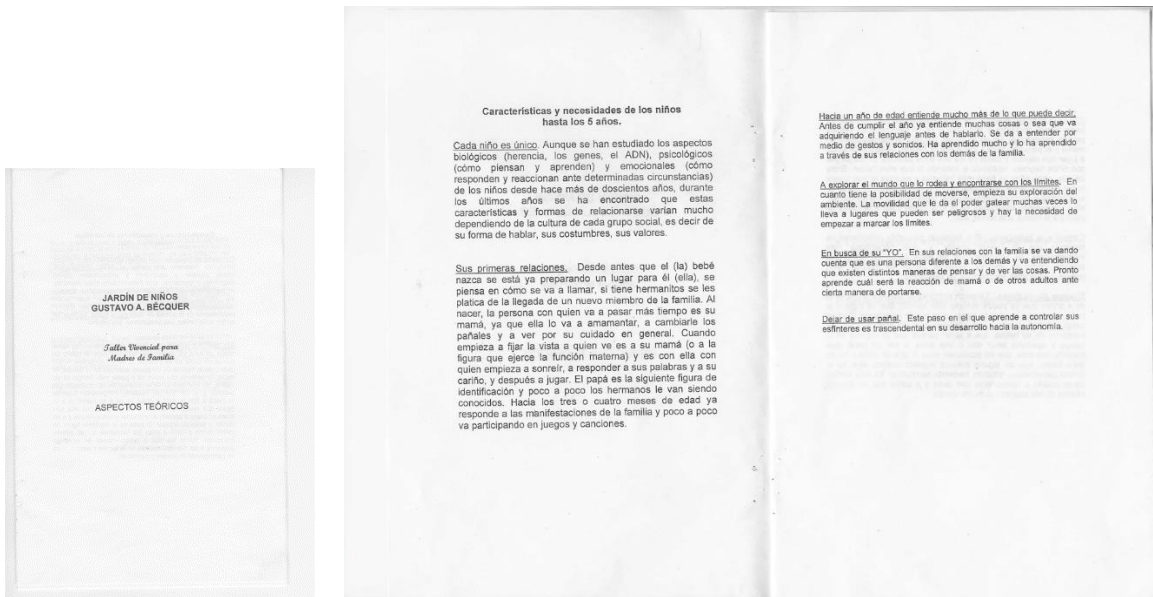 JARDÍN DE NIÑOS
GUSTAVO A. BÉCQUER
Taller Vivencial para
Madres de Familia
ASPECTOS TEÓRICOS
Características y necesidades de los niños
hasta los 5 años.
Cada niño es único. Aunque se han estudiado los aspectos
biológicos (herencia, los genes, el ADN), psicológicos
(cómo piensan y aprenden) y emocionales (cómo
responden y reaccionan ante determinadas circunstancias)
de los niños desde hace más de doscientos años, durante
los últimos años se ha encontrado que estas
características y formas de relacionarse varían mucho
dependiendo de la cultura de cada grupo social, es decir de
su forma de hablar, sus costumbres, sus valores.
Sus primeras relaciones. Desde antes que el (la) bebé
nazca se está ya preparando un lugar para él (ella), se
piensa en cómo se va a llamar, si tiene hermanitos se les
platica de la llegada de un nuevo miembro de la familia. Al
nacer, la persona con quien va a pasar más tiempo es su
mamá, ya que ella lo va a amamantar, a cambiarle los
pañales y a ver por su cuidado en general. Cuando
empieza a fijar la vista a quien ve es a su mamá (o a la
figura que ejerce la función materna) y es con ella con
quien empieza a sonreír, a responder a sus palabras y a su
cariño, y después a jugar. El papá es la siguiente figura de
identificación y poco a poco los hermanos le van siendo
conocidos. Hacia los tres o cuatro meses de edad ya
responde a las manifestaciones de la familia y poco a poco
va participando en juegos y canciones.
Hacia un año de edad entiende mucho más de lo que puede decir.
Antes de cumplir el año ya entiende muchas cosas o sea que va
adquiriendo el lenguaje antes de hablarlo. Se da a entender por
medio de gestos y sonidos. Ha aprendido mucho y lo ha aprendido
a través de sus relaciones con los demás de la familia.
A explorar el mundo que lo rodea y encontrarse con los límites. En
cuanto tiene la posibilidad de moverse, empieza su exploración del
ambiente. La movilidad que le da el poder gatear muchas veces lo
lleva a lugares que pueden ser peligrosos y hay la necesidad de
empezar a marcar los límites.
En busca de su "YO". En sus relaciones con la familia se va dando
cuenta que es una persona diferente a los demás y va entendiendo
que existen distintos maneras de pensar y de ver las cosas. Pronto
aprende cuál será la reacción de mamá o de otros adultos ante
cierta manera de portarse.
Dejar de usar pañal. Este paso en el que aprende a controlar sus
esfínteres es trascendental en su desarrollo hacia la autonomía.